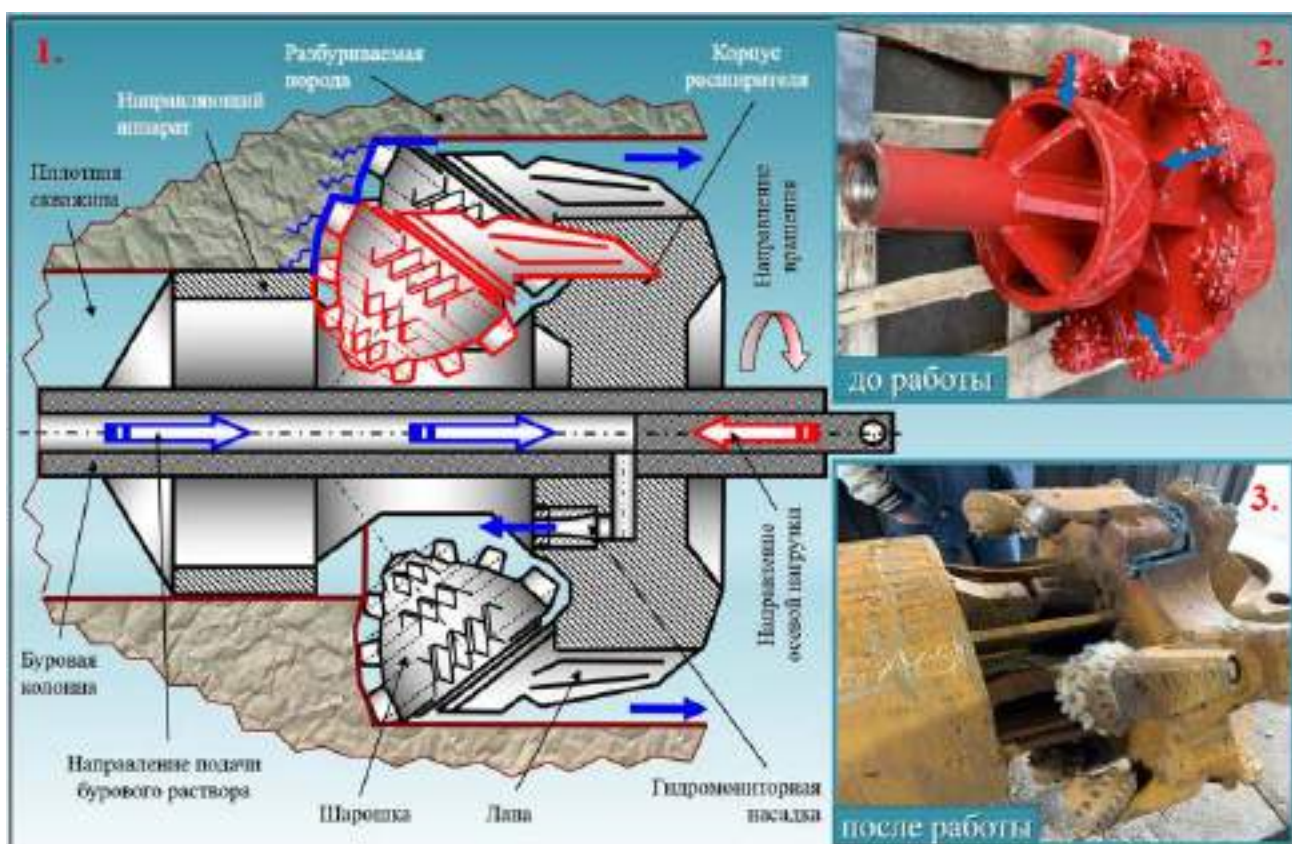 1.
Разбуриваемая
порода
Корпус
расширителя
2.
Направляющий
аппарат
Пилотная
скважина
Направление
вращения
до работы
Направление
осевой нагрузки
3.
Буровая
колонна
Направление подачи
бурового раствора
Шарошка
Лапа
Гидромониторная
насадка
после работы